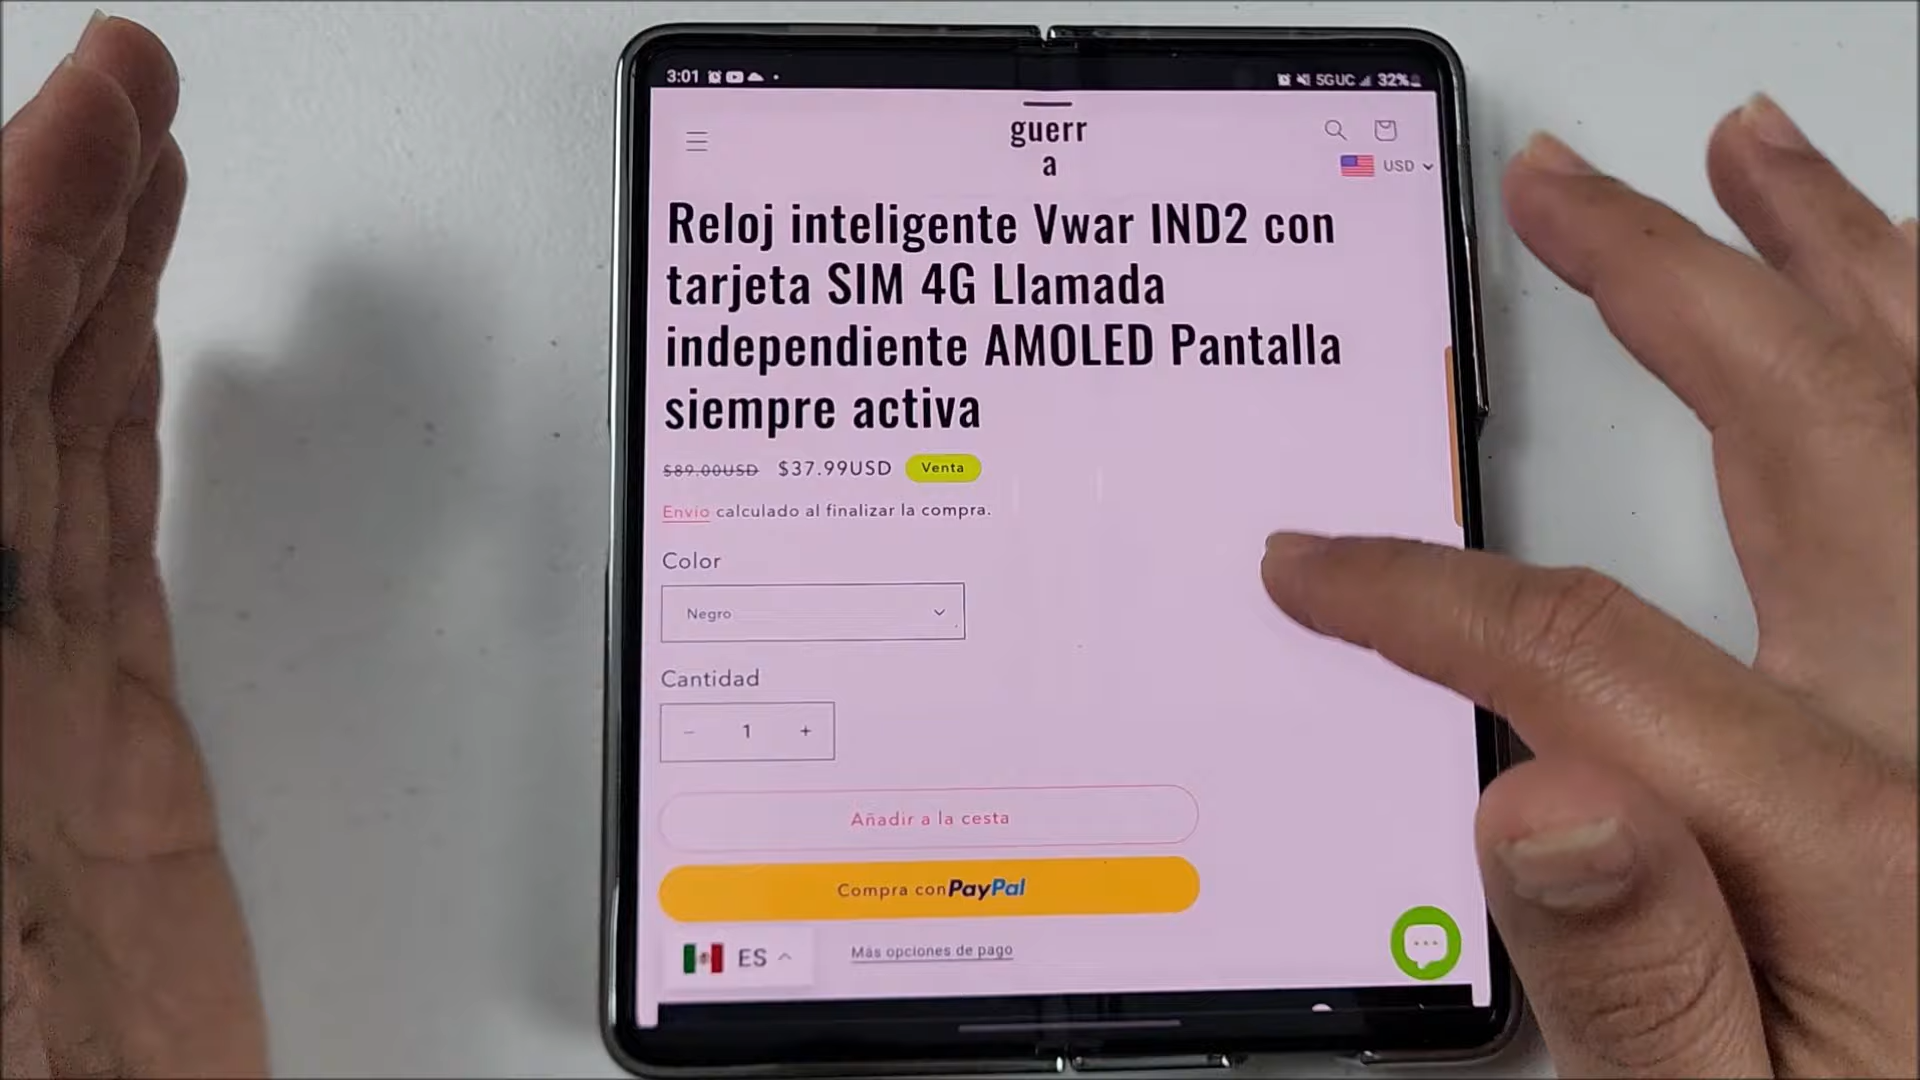 3:01
5GUC 32%
guerr
a
USD
Reloj inteligente Vwar IND2 con
tarjeta SIM 4G Llamada
independiente AMOLED Pantalla
siempre activa
$89.00USD $37.99USD Venta
Envío calculado al finalizar la compra.
Color
Negro
Cantidad
− 1 +
Añadir a la cesta
Compra con PayPal
ES
Más opciones de pago